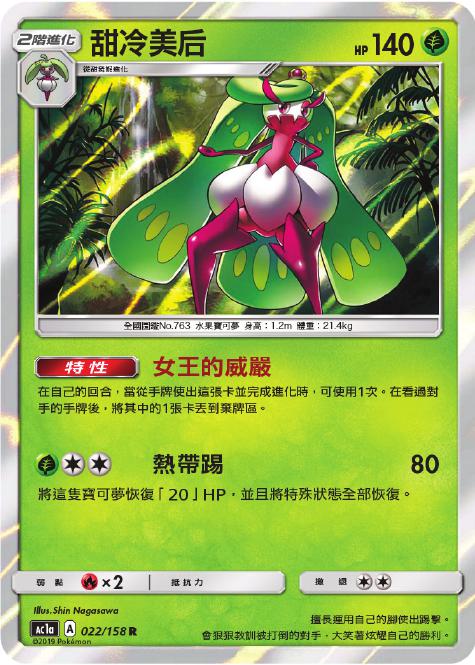 2階進化
甜冷美后
HP 140
從甜舞妮進化
全國圖鑑No.763 水果寶可夢 身高：1.2m 體重：21.4kg
特性 女王的威嚴
在自己的回合，當從手牌使出這張卡並完成進化時，可使用1次。在看過對
手的手牌後，將其中的1張卡丟到棄牌區。
熱帶踢 80
將這隻寶可夢恢復「20」HP，並且將特殊狀態全部恢復。
弱點 ×2 抵抗力 撤退
Illus.Shin Nagasawa
AC1a A 022/158 R
©2019 Pokémon
擅長運用自己的腳使出踢擊。
會狠狠教訓被打倒的對手，大笑著炫耀自己的勝利。